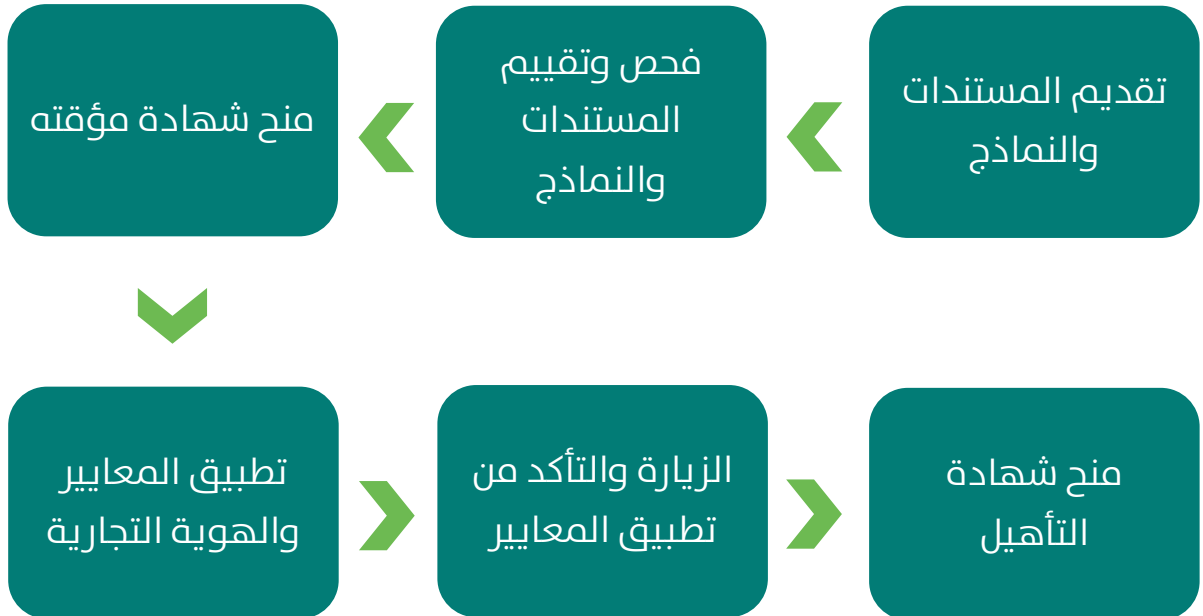 تقديم المستندات
والنماذج
فحص وتقييم
المستندات
والنماذج
منح شهادة مؤقته
تطبيق المعايير
والهوية التجارية
الزيارة والتأكد من
تطبيق المعايير
منح شهادة
التأهيل